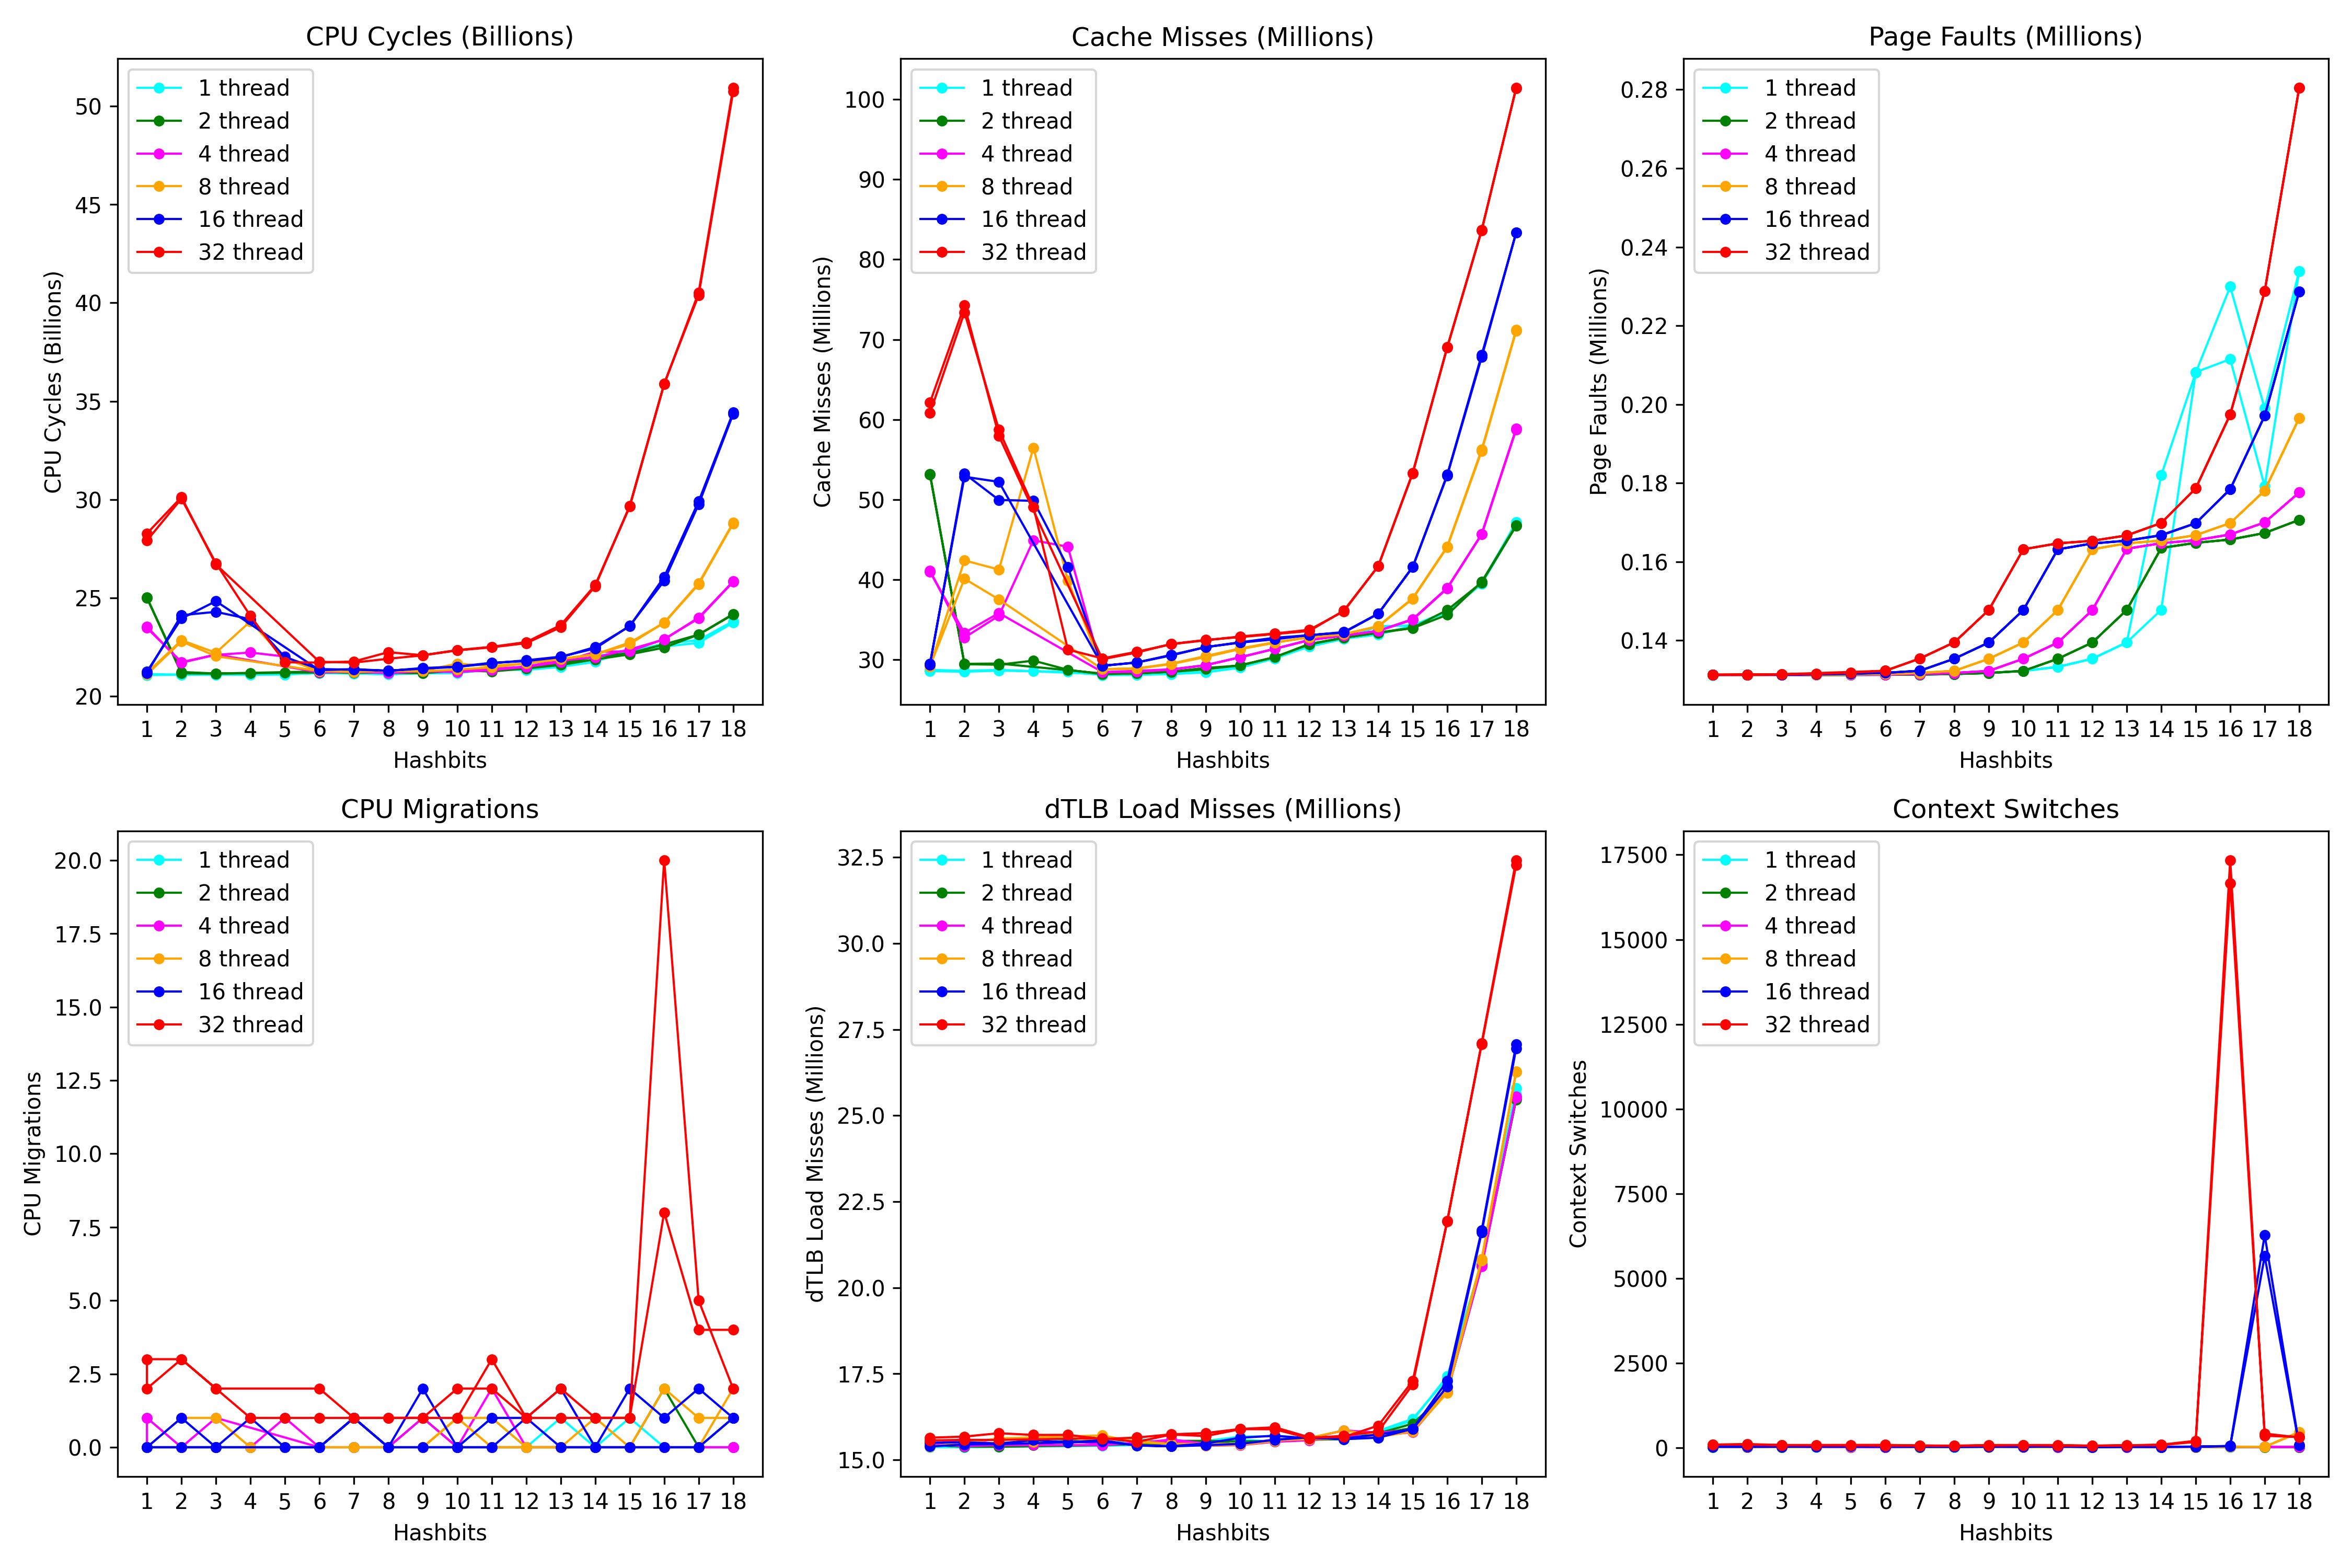 CPU Cycles (Billions)
CPU Cycles (Billions)
50
45
40
35
30
25
20
1 thread
2 thread
4 thread
8 thread
16 thread
32 thread
1 2 3 4 5 6 7 8 9 10 11 12 13 14 15 16 17 18
Hashbits
Cache Misses (Millions)
Cache Misses (Millions)
100
90
80
70
60
50
40
30
1 thread
2 thread
4 thread
8 thread
16 thread
32 thread
1 2 3 4 5 6 7 8 9 10 11 12 13 14 15 16 17 18
Hashbits
Page Faults (Millions)
Page Faults (Millions)
0.28
0.26
0.24
0.22
0.20
0.18
0.16
0.14
1 thread
2 thread
4 thread
8 thread
16 thread
32 thread
1 2 3 4 5 6 7 8 9 10 11 12 13 14 15 16 17 18
Hashbits
CPU Migrations
CPU Migrations
20.0
17.5
15.0
12.5
10.0
7.5
5.0
2.5
0.0
1 thread
2 thread
4 thread
8 thread
16 thread
32 thread
1 2 3 4 5 6 7 8 9 10 11 12 13 14 15 16 17 18
Hashbits
dTLB Load Misses (Millions)
dTLB Load Misses (Millions)
32.5
30.0
27.5
25.0
22.5
20.0
17.5
15.0
1 thread
2 thread
4 thread
8 thread
16 thread
32 thread
1 2 3 4 5 6 7 8 9 10 11 12 13 14 15 16 17 18
Hashbits
Context Switches
Context Switches
17500
15000
12500
10000
7500
5000
2500
0
1 thread
2 thread
4 thread
8 thread
16 thread
32 thread
1 2 3 4 5 6 7 8 9 10 11 12 13 14 15 16 17 18
Hashbits